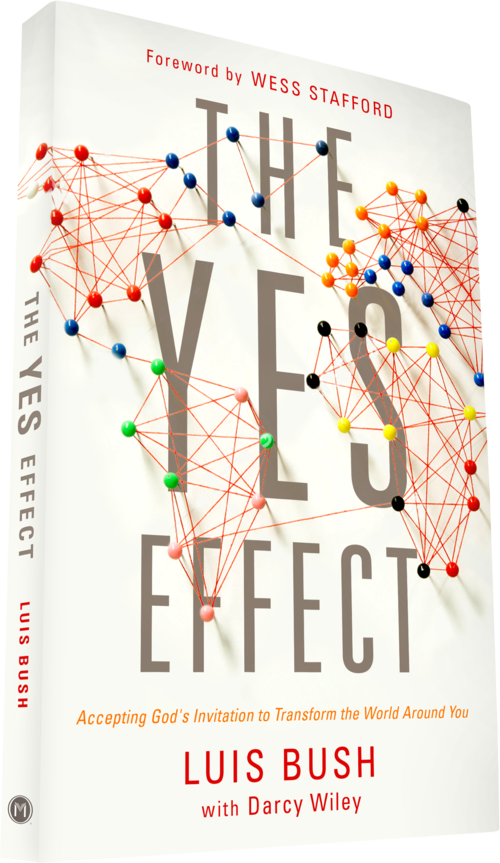 Foreword by WESS STAFFORD
THE
YES
EFFECT
Accepting God's Invitation to Transform the World Around You
LUIS BUSH
with Darcy Wiley
THE YES EFFECT
LUIS BUSH
M